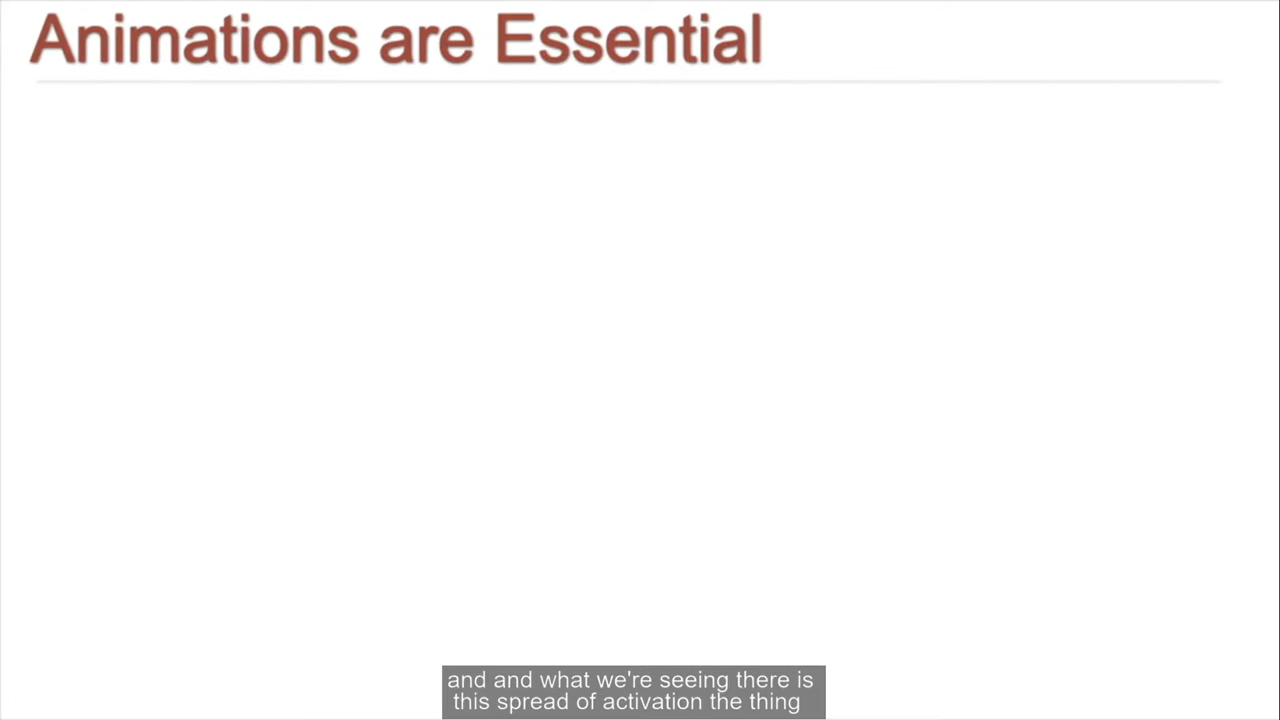 Animations are Essential
and and what we're seeing there is
this spread of activation the thing